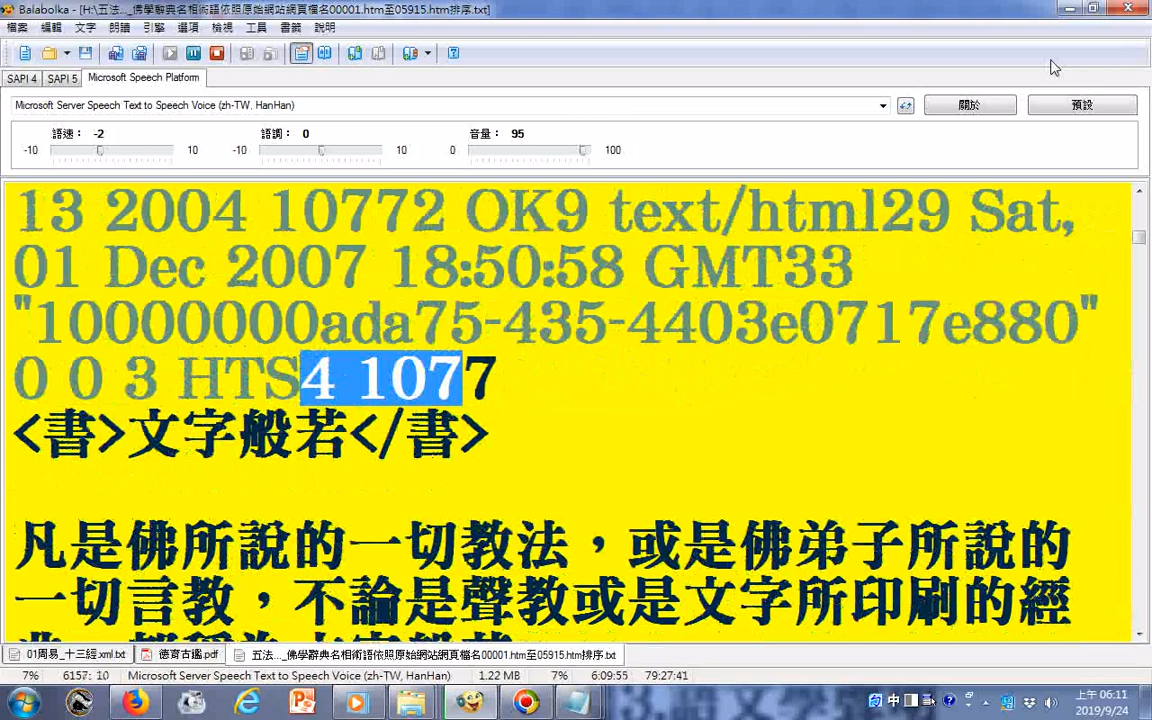 Balabolka - [H:\五法..._佛學辭典名相術語依照原始網站網頁檔名00001.htm至05915.htm排序.txt]
檔案 編輯 文字 朗讀 引擎 選項 檢視 工具 書籤 說明
SAPI 4 SAPI 5 Microsoft Speech Platform
Microsoft Server Speech Text to Speech Voice (zh-TW, HanHan) 關於 預設
語速： -2 語調： 0 音量： 95
-10 10 -10 10 0 100
13 2004 10772 OK9 text/html29 Sat,
01 Dec 2007 18:50:58 GMT33
"10000000ada75-435-4403e0717e880"
0 0 3 HTS4 1077
<書>文字般若</書>
凡是佛所說的一切教法，或是佛弟子所說的
一切言教，不論是聲教或是文字所印刷的經
01周易_十三經.xml.txt 德育古鑑.pdf 五法..._佛學辭典名相術語依照原始網站網頁檔名00001.htm至05915.htm排序.txt
7% 6157: 10 Microsoft Server Speech Text to Speech Voice (zh-TW, HanHan) 1.22 MB 7% 6:09:55 79:27:41
中 上午 06:11
2019/9/24